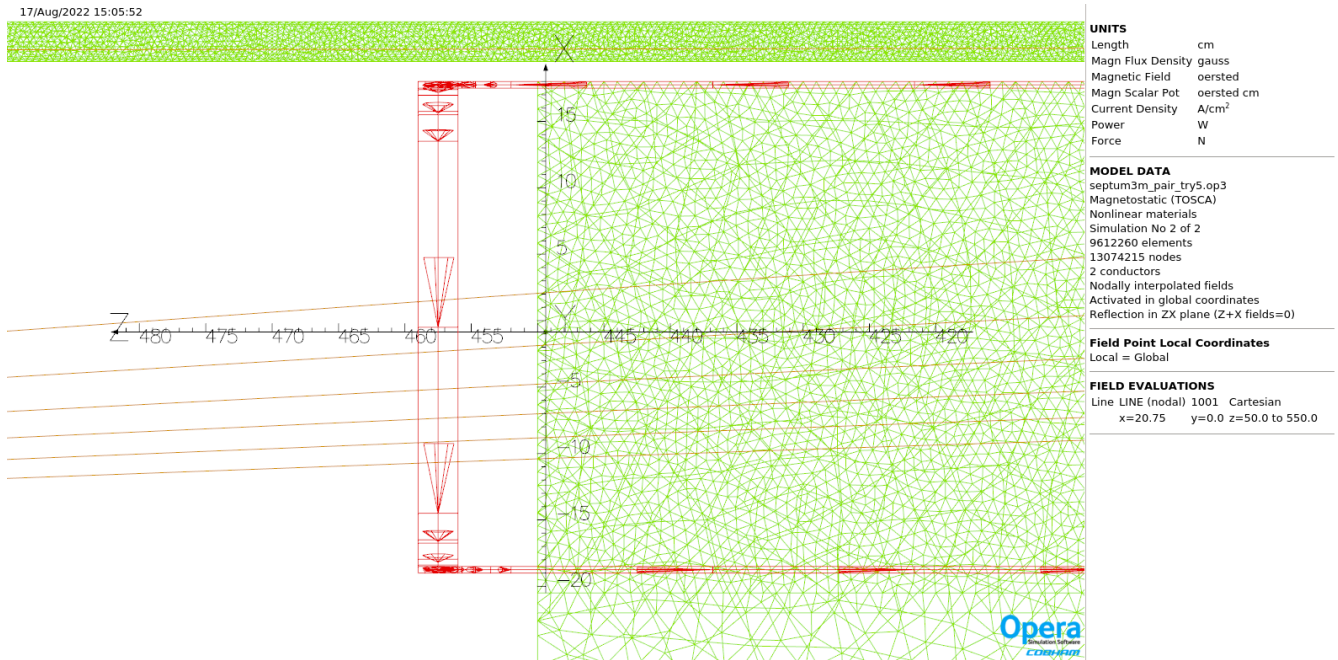 17/Aug/2022 15:05:52
X
15
10
5
Y
Z
480
475
470
465
460
455
445
440
435
430
425
420
-5
-10
-15
-20
UNITS
Length cm
Magn Flux Density gauss
Magnetic Field oersted
Magn Scalar Pot oersted cm
Current Density A/cm²
Power W
Force N
MODEL DATA
septum3m_pair_try5.op3
Magnetostatic (TOSCA)
Nonlinear materials
Simulation No 2 of 2
9612260 elements
13074215 nodes
2 conductors
Nodally interpolated fields
Activated in global coordinates
Reflection in ZX plane (Z+X fields=0)
Field Point Local Coordinates
Local = Global
FIELD EVALUATIONS
Line LINE (nodal) 1001 Cartesian
x=20.75 y=0.0 z=50.0 to 550.0
Opera
Simulation Software
COBHAM